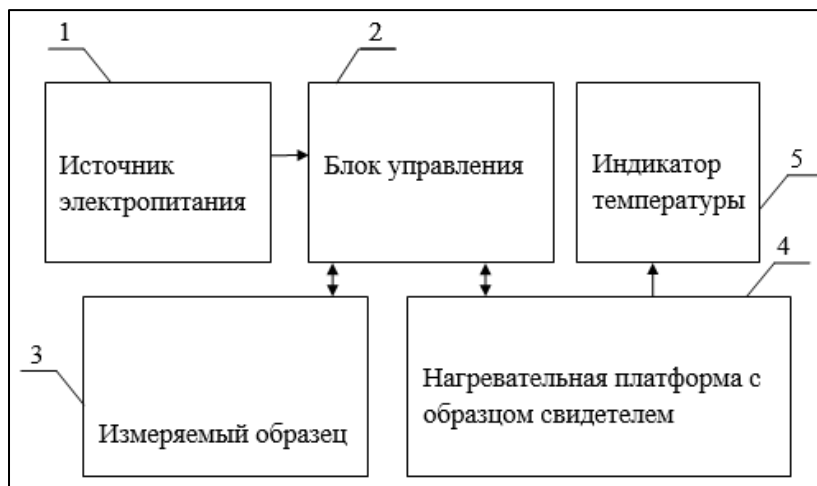 1
2
Источник
электропитания
Блок управления
Индикатор
температуры
5
4
3
Измеряемый образец
Нагревательная платформа с
образцом свидетелем